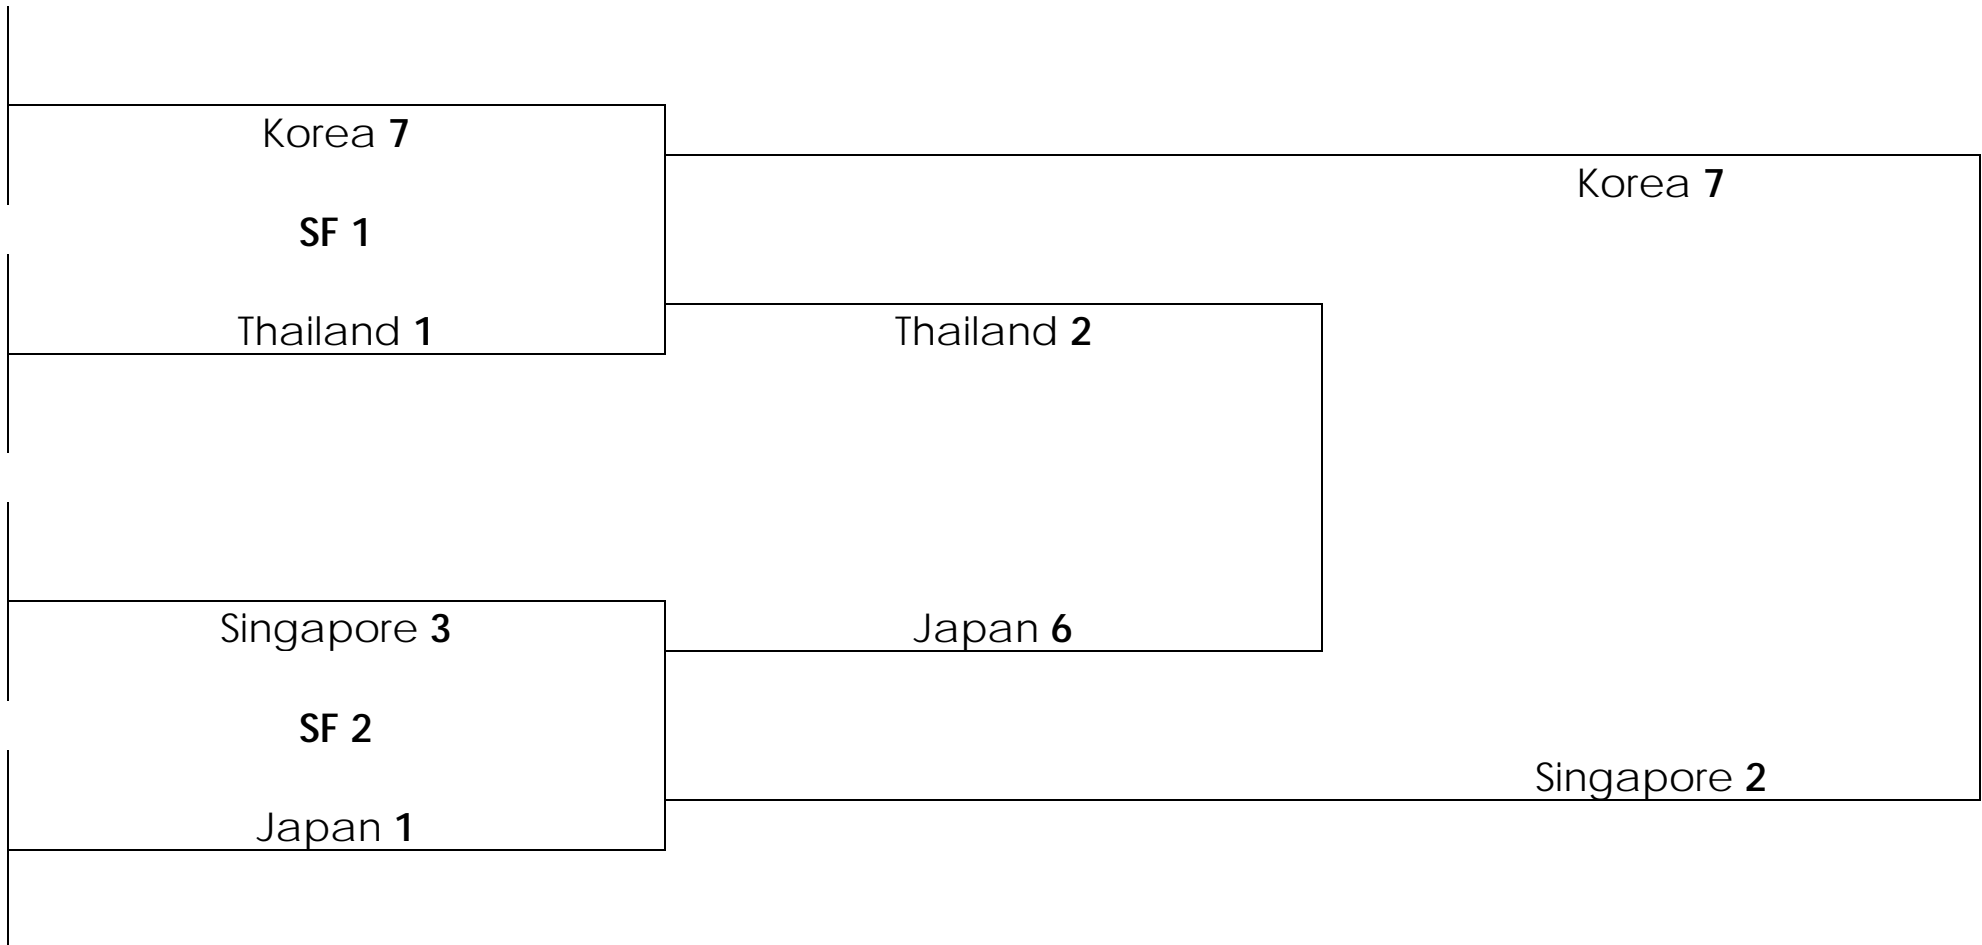 Korea 7
SF 1
Thailand 1
Singapore 3
SF 2
Japan 1
Thailand 2
Japan 6
Korea 7
Singapore 2